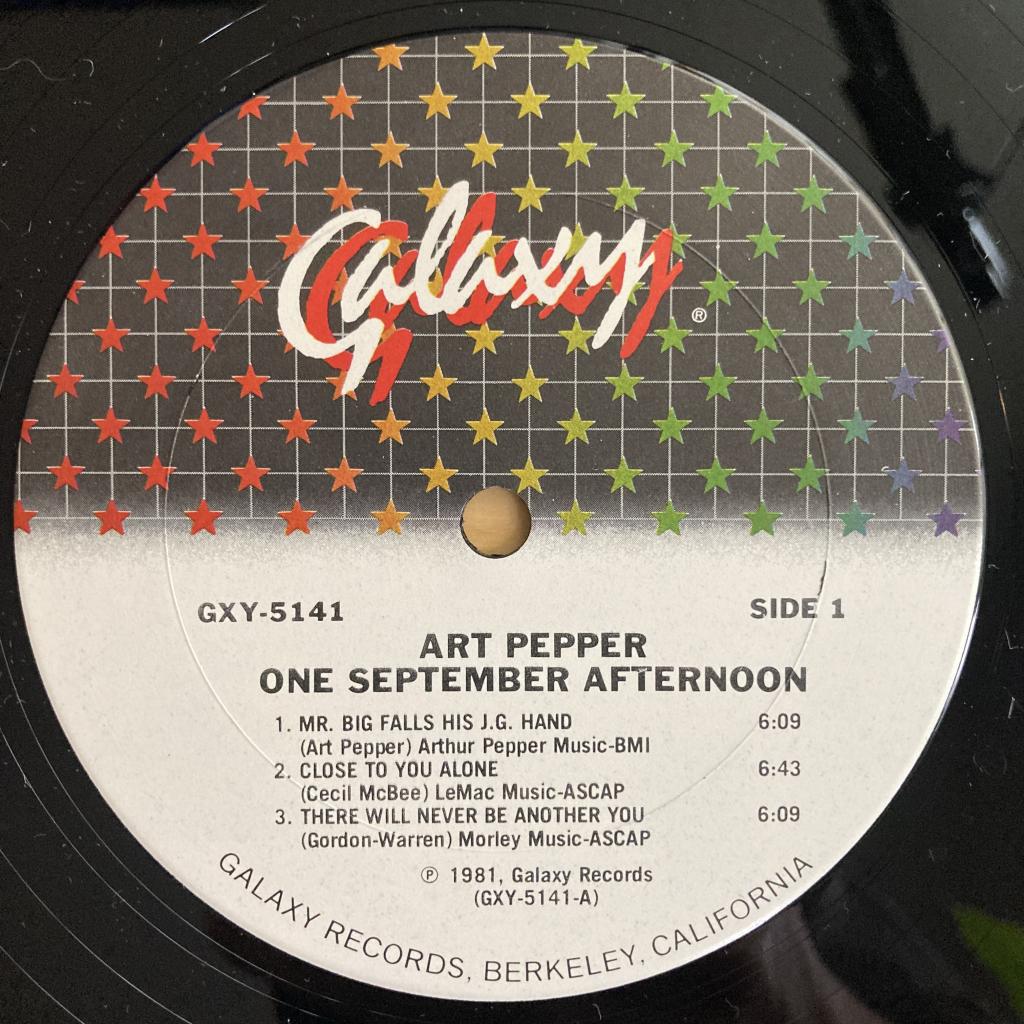 Galaxy®
GXY-5141 SIDE 1
ART PEPPER
ONE SEPTEMBER AFTERNOON
1. MR. BIG FALLS HIS J.G. HAND 6:09
(Art Pepper) Arthur Pepper Music-BMI
2. CLOSE TO YOU ALONE 6:43
(Cecil McBee) LeMac Music-ASCAP
3. THERE WILL NEVER BE ANOTHER YOU 6:09
(Gordon-Warren) Morley Music-ASCAP
℗ 1981, Galaxy Records
(GXY-5141-A)
GALAXY RECORDS, BERKELEY, CALIFORNIA